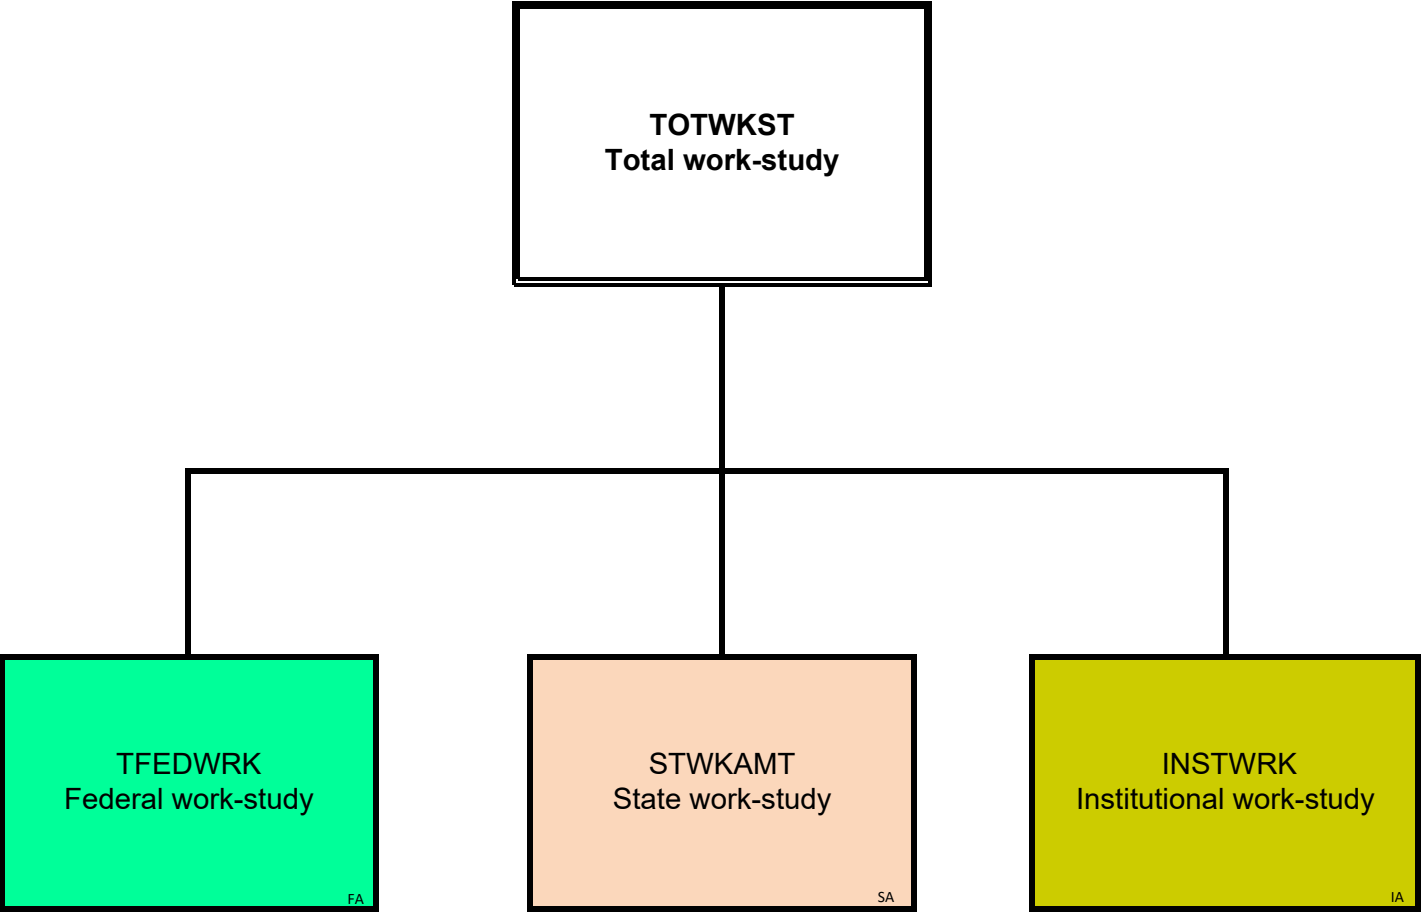 TOTWKST
Total work-study
TFEDWRK
Federal work-study
FA
STWKAMT
State work-study
SA
INSTWRK
Institutional work-study
IA